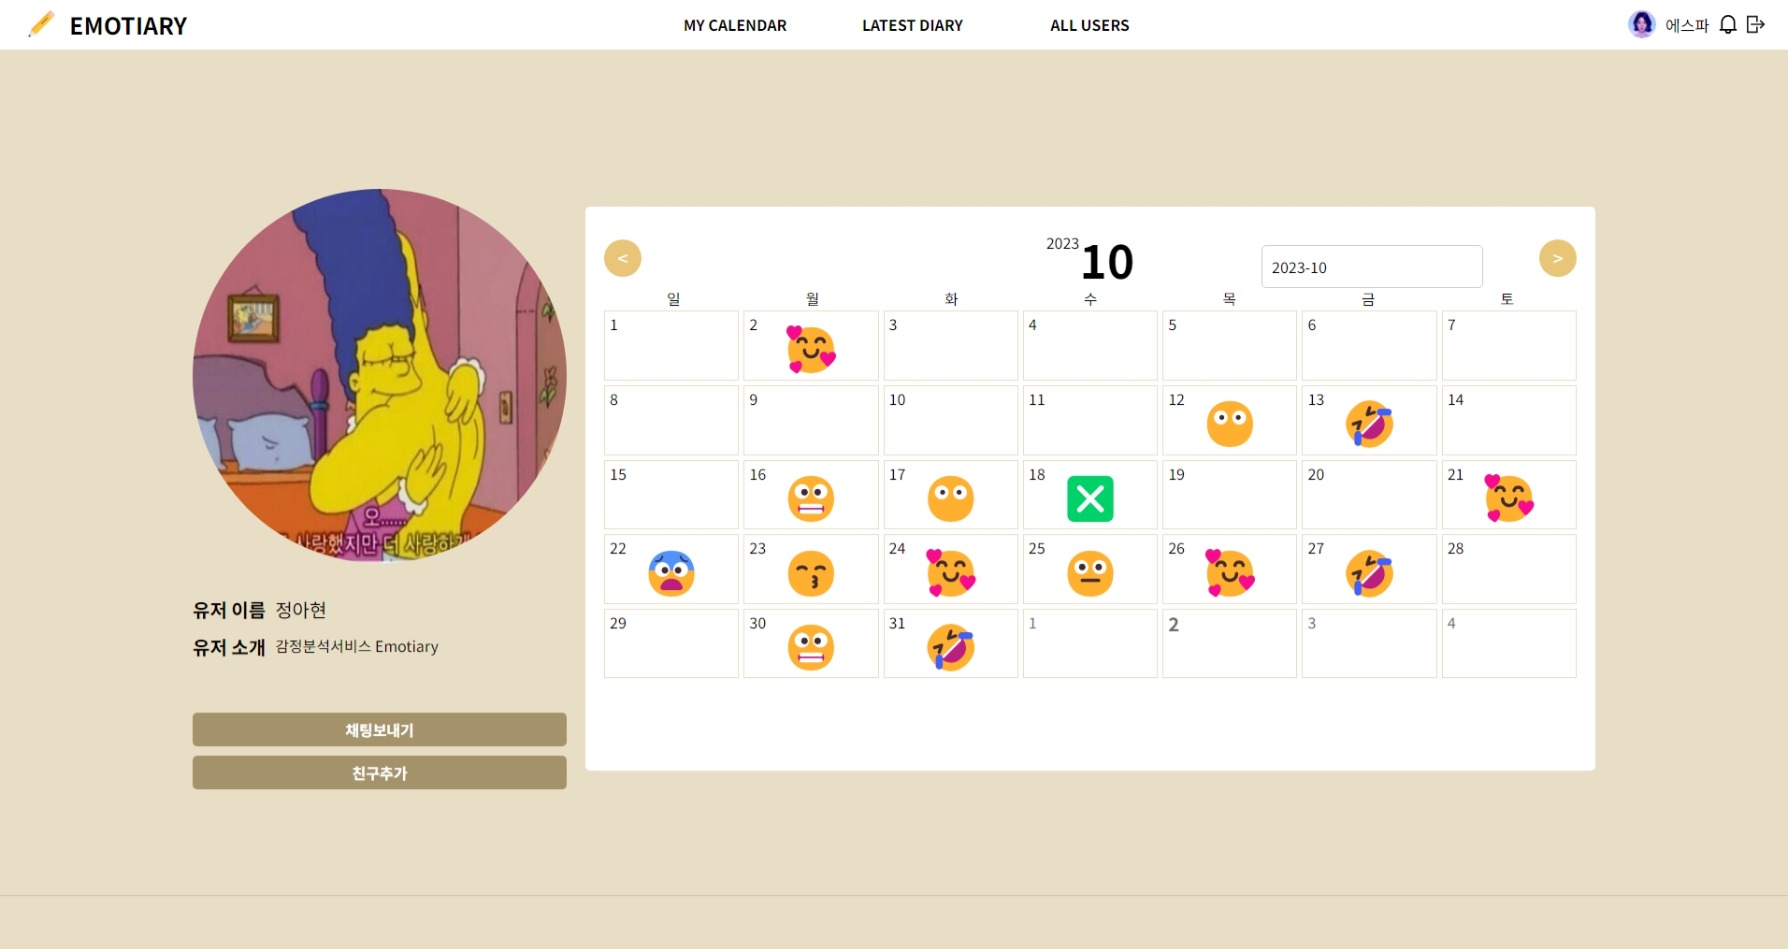 EMOTIARY
MY CALENDAR
LATEST DIARY
ALL USERS
에스파
오......
사랑했지만 더 사랑하게
유저 이름 정아현
유저 소개 감정분석서비스 Emotiary
채팅보내기
친구추가
<
2023
10
2023-10
>
일 월 화 수 목 금 토
1 2 3 4 5 6 7
8 9 10 11 12 13 14
15 16 17 18 19 20 21
22 23 24 25 26 27 28
29 30 31 1 2 3 4